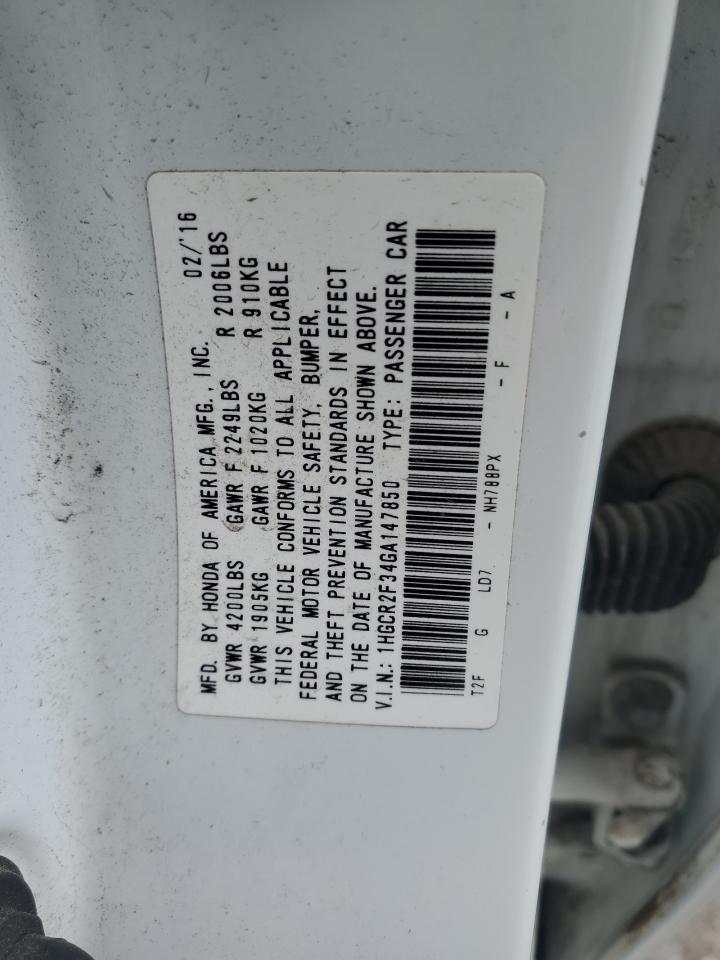 MFD. BY HONDA OF AMERICA MFG., INC. 02/'16
GVWR 4200LBS GAWR F 2249LBS R 2006LBS
GVWR 1905KG GAWR F 1020KG R 910KG
THIS VEHICLE CONFORMS TO ALL APPLICABLE
FEDERAL MOTOR VEHICLE SAFETY, BUMPER,
AND THEFT PREVENTION STANDARDS IN EFFECT
ON THE DATE OF MANUFACTURE SHOWN ABOVE.
V.I.N.: 1HGCR2F34GA147850 TYPE: PASSENGER CAR
T2F G LD7 - NH788PX - F - A